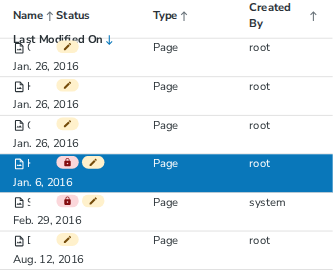 Name ↑ Status Type ↑ Created By ↑
Last Modified On ↓
Page root
Jan. 26, 2016
Page root
Jan. 26, 2016
Page root
Jan. 26, 2016
Page root
Jan. 6, 2016
Page system
Feb. 29, 2016
Page root
Aug. 12, 2016